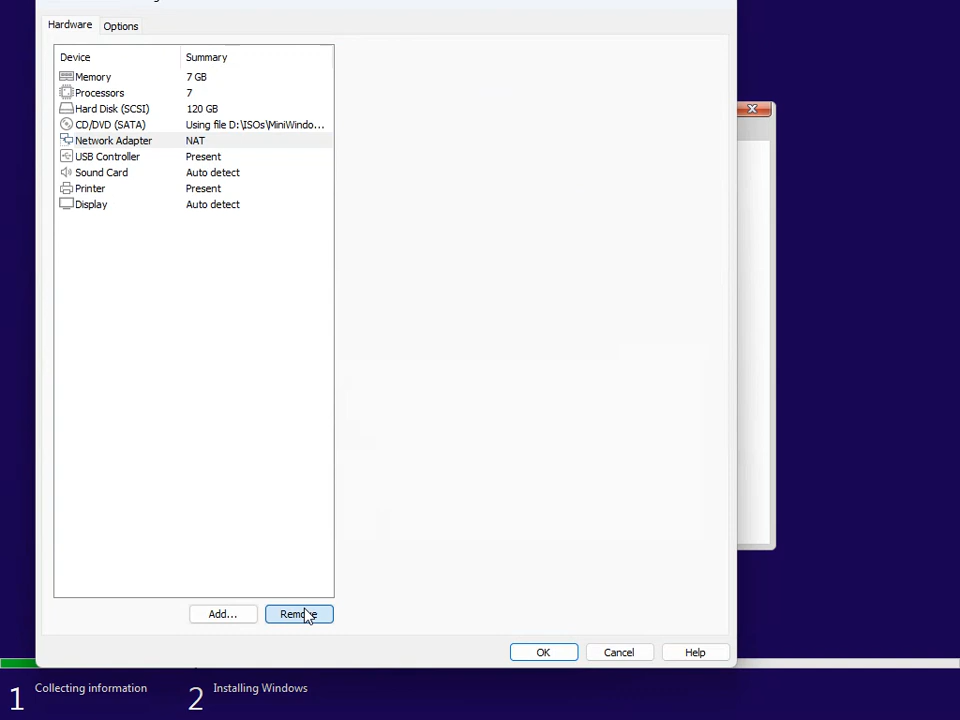 Hardware Options
Device Summary
Memory 7 GB
Processors 7
Hard Disk (SCSI) 120 GB
CD/DVD (SATA) Using file D:\ISOs\MiniWindo...
Network Adapter NAT
USB Controller Present
Sound Card Auto detect
Printer Present
Display Auto detect
Add... Remove
OK Cancel Help
1 Collecting information 2 Installing Windows